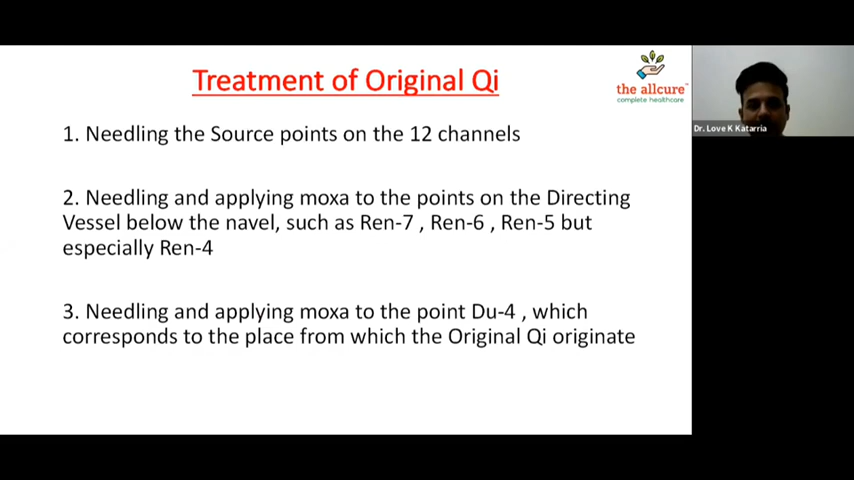 Treatment of Original Qi
the allcure™
complete healthcare
Dr. Love K Katarria
1. Needling the Source points on the 12 channels
2. Needling and applying moxa to the points on the Directing
Vessel below the navel, such as Ren-7 , Ren-6 , Ren-5 but
especially Ren-4
3. Needling and applying moxa to the point Du-4 , which
corresponds to the place from which the Original Qi originate